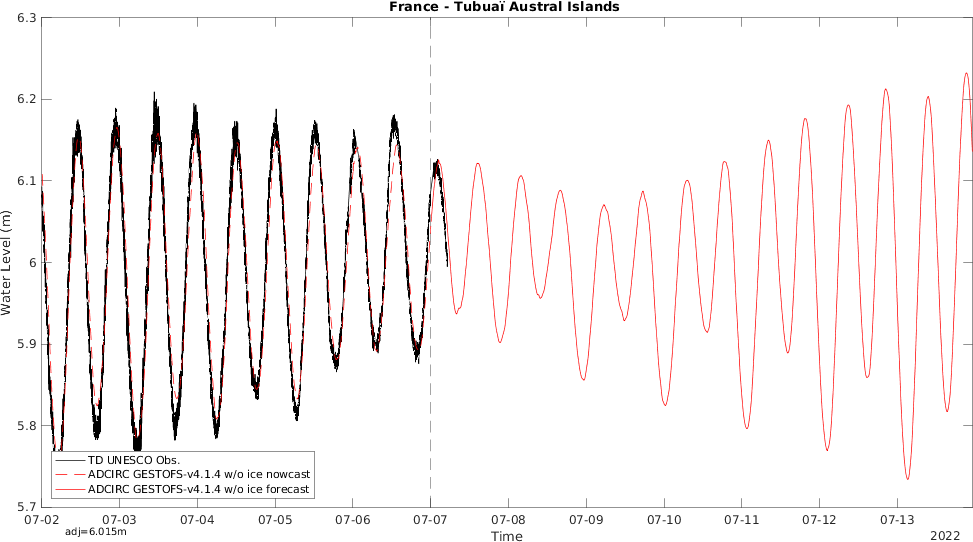 France - Tubuaï Austral Islands
6.3
6.2
6.1
6
5.9
5.8
5.7
Water Level (m)
TD UNESCO Obs.
ADCIRC GESTOFS-v4.1.4 w/o ice nowcast
ADCIRC GESTOFS-v4.1.4 w/o ice forecast
07-02 07-03 07-04 07-05 07-06 07-07 07-08 07-09 07-10 07-11 07-12 07-13
adj=6.015m
Time
2022